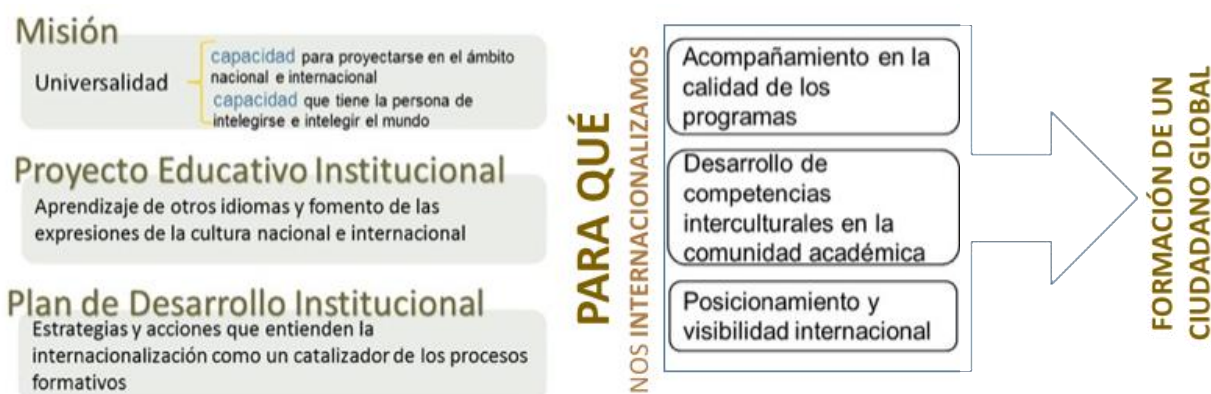 Misión
Universalidad
capacidad para proyectarse en el ámbito
nacional e internacional
capacidad que tiene la persona de
intelegirse e intelegir el mundo
Proyecto Educativo Institucional
Aprendizaje de otros idiomas y fomento de las
expresiones de la cultura nacional e internacional
Plan de Desarrollo Institucional
Estrategias y acciones que entienden la
internacionalización como un catalizador de los procesos
formativos
PARA QUÉ
NOS INTERNACIONALIZAMOS
Acompañamiento en la
calidad de los
programas
Desarrollo de
competencias
interculturales en la
comunidad académica
Posicionamiento y
visibilidad internacional
FORMACIÓN DE UN
CIUDADANO GLOBAL